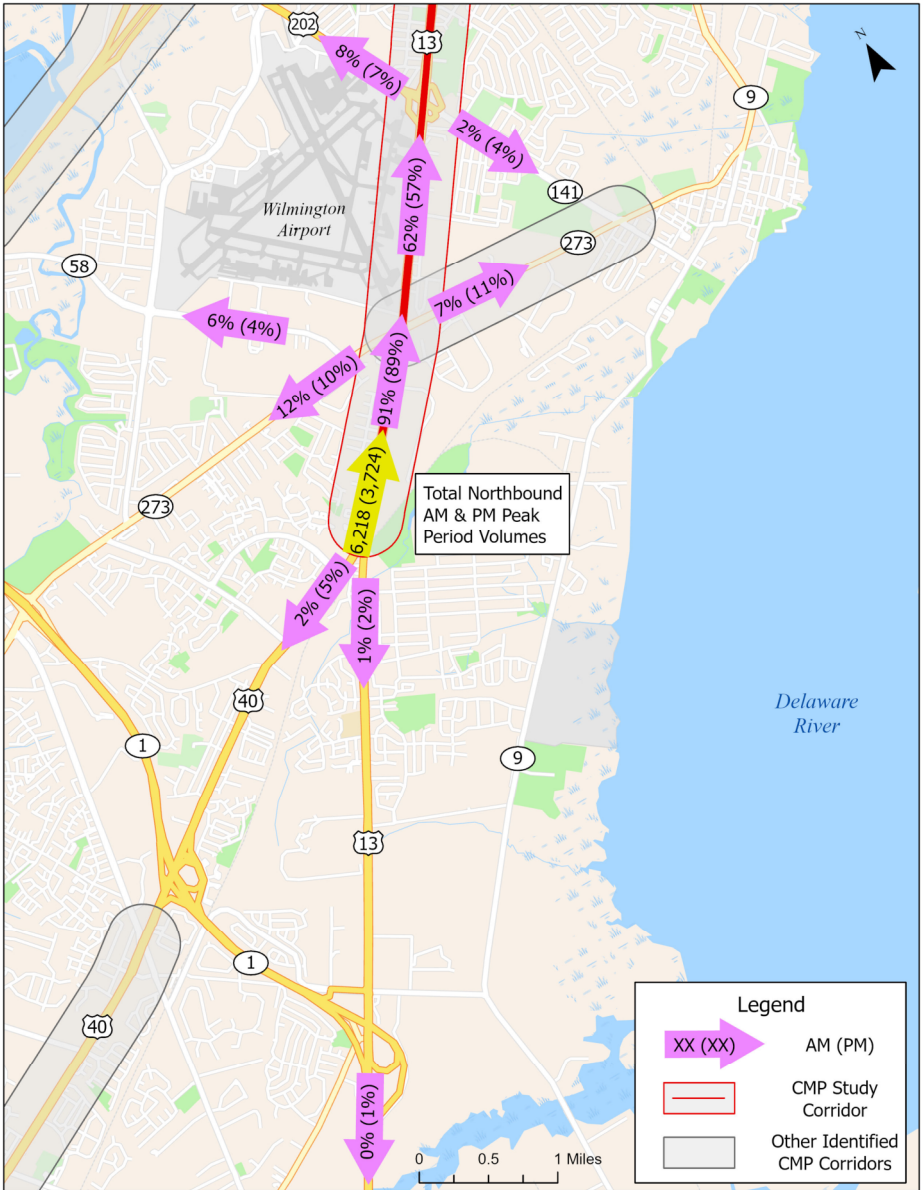 202
13
N
9
8% (7%)
2% (4%)
141
62% (57%)
Wilmington
Airport
273
58
7% (11%)
6% (4%)
91% (89%)
12% (10%)
6,218 (3,724)
Total Northbound
AM & PM Peak
Period Volumes
273
2% (5%)
1% (2%)
40
Delaware
River
1
9
13
1
40
0% (1%)
0 0.5 1 Miles
Legend
XX (XX) AM (PM)
CMP Study
Corridor
Other Identified
CMP Corridors